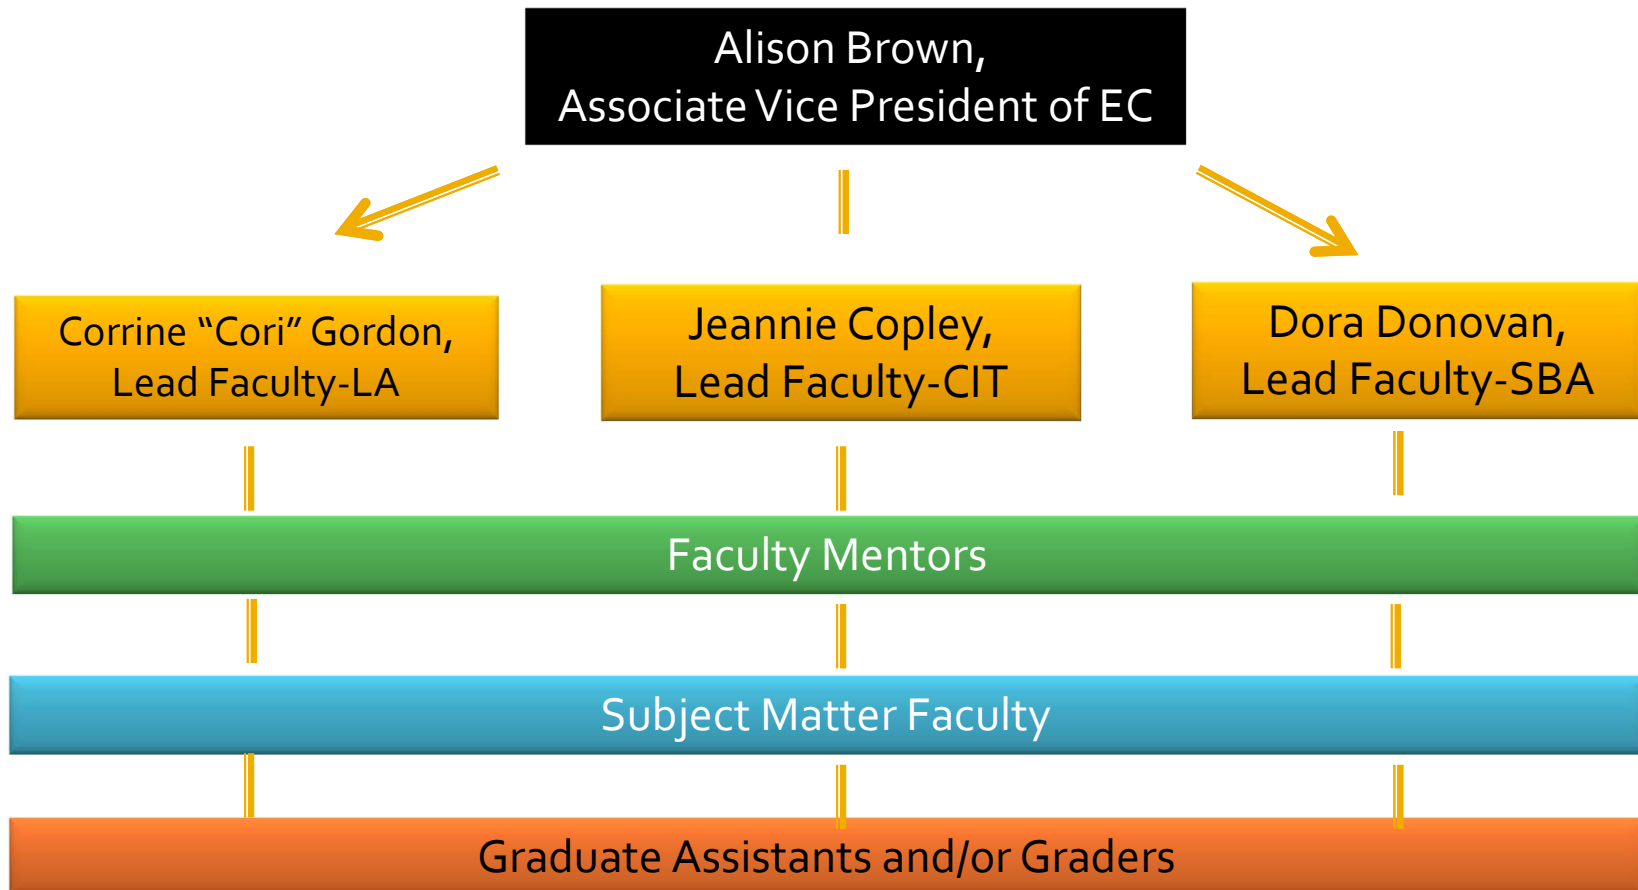 Alison Brown,
Associate Vice President of EC
Corrine “Cori” Gordon,
Lead Faculty-LA
Jeannie Copley,
Lead Faculty-CIT
Dora Donovan,
Lead Faculty-SBA
Faculty Mentors
Subject Matter Faculty
Graduate Assistants and/or Graders